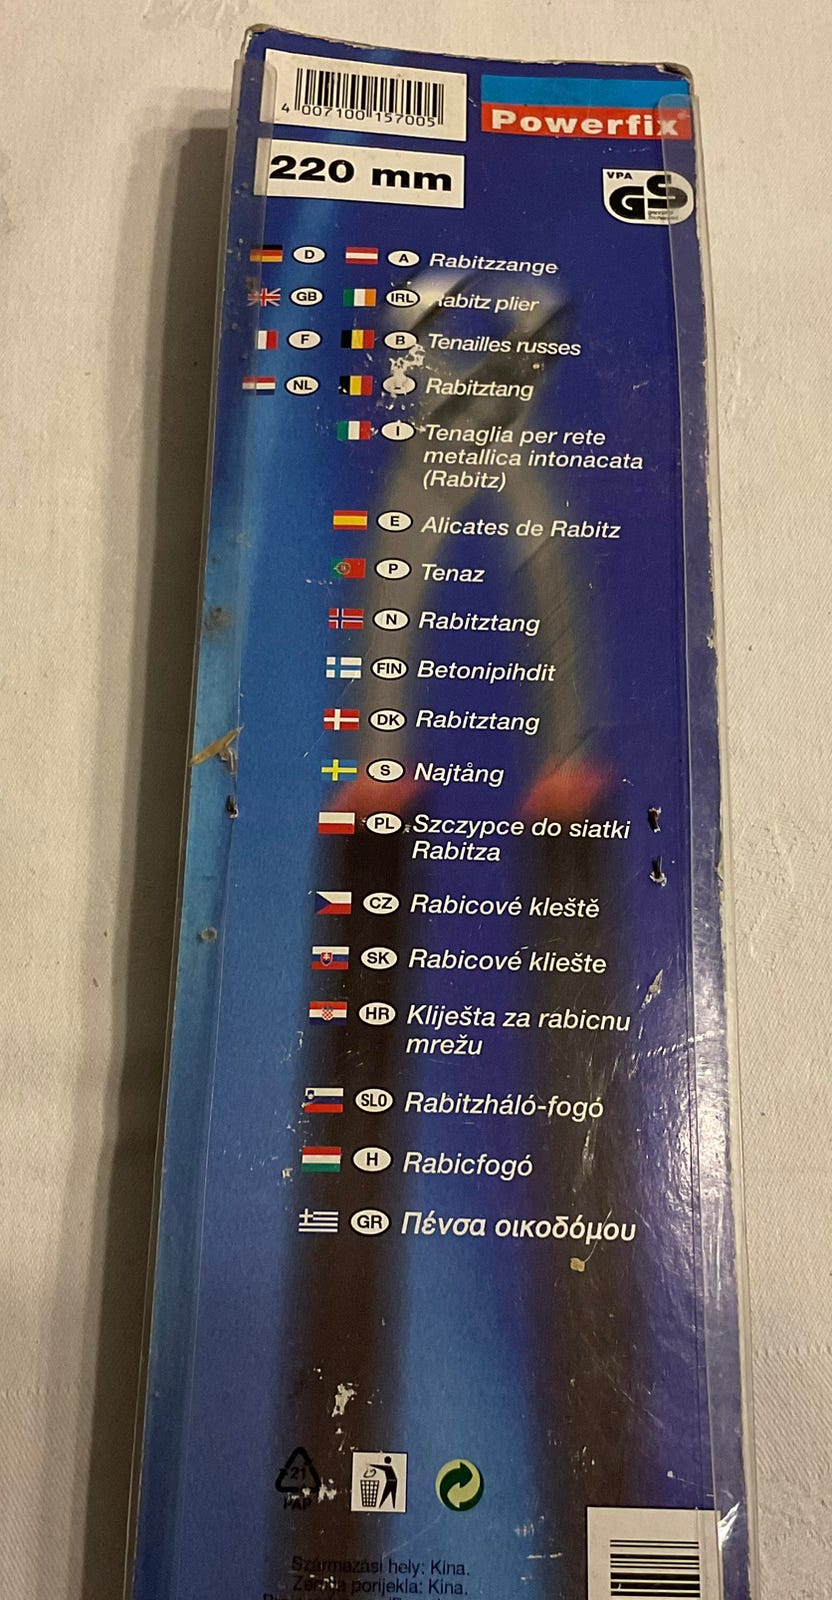 4 007100 157005
Powerfix
220 mm
VPA
GS
D A Rabitzzange
GB IRL Rabitz plier
F B Tenailles russes
NL Rabitztang
I Tenaglia per rete
metallica intonacata
(Rabitz)
E Alicates de Rabitz
P Tenaz
N Rabitztang
FIN Betonipihdit
DK Rabitztang
S Najtång
PL Szczypce do siatki
Rabitza
CZ Rabicové kleště
SK Rabicové kliešte
HR Kliješta za rabicnu
mrežu
SLO Rabitzháló-fogó
H Rabicfogó
GR Πένσα οικοδόμου
21
PAP
Származási hely: Kína.
Zemlja porijekla: Kina.